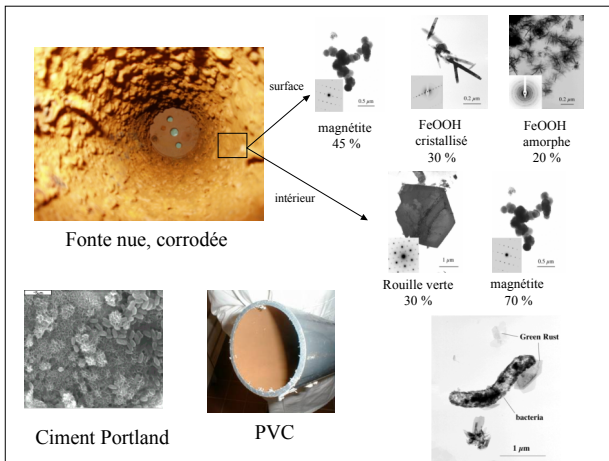 surface
0.5 µm
0.2 µm
0.2 µm
magnétite
45 %
FeOOH
cristallisé
30 %
FeOOH
amorphe
20 %
intérieur
Fonte nue, corrodée
1 µm
0.5 µm
Rouille verte
30 %
magnétite
70 %
Green Rust
bacteria
1 µm
Ciment Portland
PVC